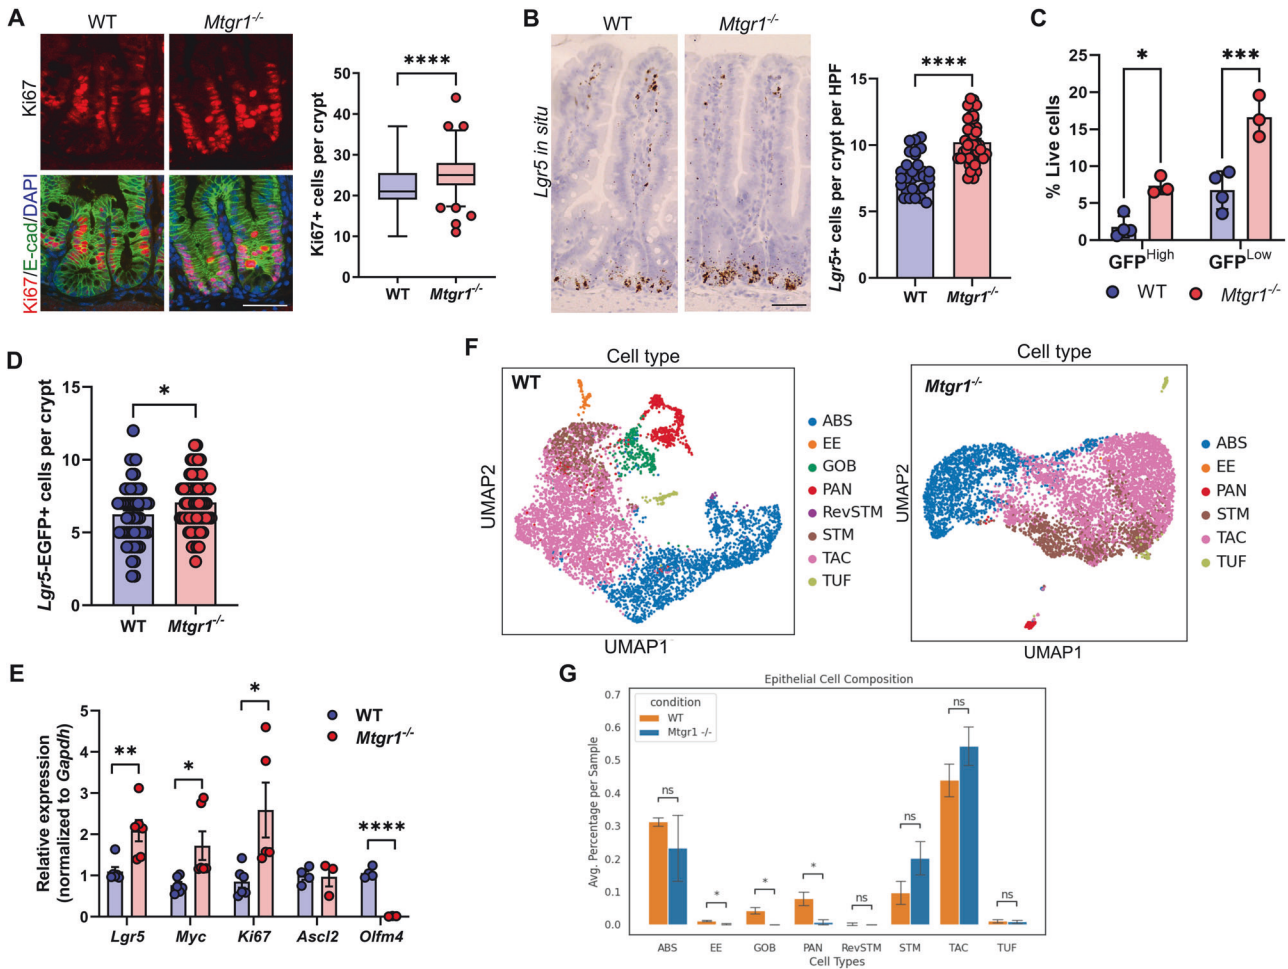 A
WT
Mtgr1-/-
Ki67
Ki67/E-cad/DAPI
****
Ki67+ cells per crypt
50
40
30
20
10
0
WT
Mtgr1-/-
B
WT
Mtgr1-/-
Lgr5 in situ
****
Lgr5+ cells per crypt per HPF
15
10
5
0
WT
Mtgr1-/-
C
% Live cells
25
20
15
10
5
0
*
***
GFPHigh
GFPLow
WT
Mtgr1-/-
D
Lgr5-EGFP+ cells per crypt
15
10
5
0
*
WT
Mtgr1-/-
F
Cell type
WT
UMAP2
UMAP1
ABS
EE
GOB
PAN
RevSTM
STM
TAC
TUF
Cell type
Mtgr1-/-
UMAP2
UMAP1
ABS
EE
PAN
STM
TAC
TUF
E
Relative expression
(normalized to Gapdh)
5
4
3
2
1
0
**
*
*
****
WT
Mtgr1-/-
Lgr5
Myc
Ki67
Ascl2
Olfm4
G
Epithelial Cell Composition
condition
WT
Mtgr1 -/-
Avg. Percentage per Sample
0.7
0.6
0.5
0.4
0.3
0.2
0.1
0.0
ns
*
*
*
ns
ns
ns
ns
ABS
EE
GOB
PAN
RevSTM
STM
TAC
TUF
Cell Types